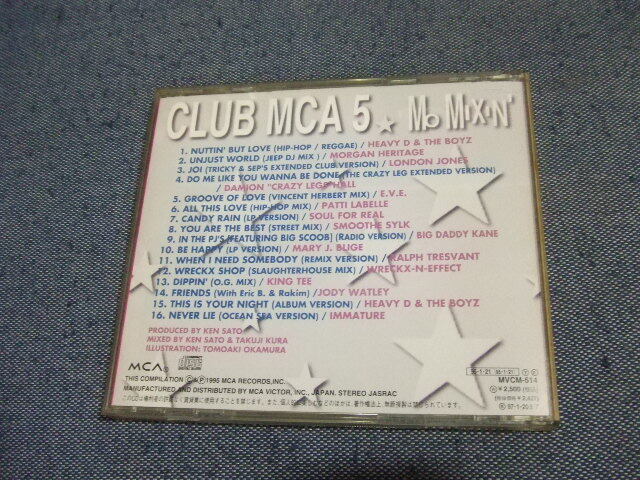 CLUB MCA 5 ★ Mo MIXIN'
1. NUTTIN' BUT LOVE (HIP-HOP / REGGAE) / HEAVY D & THE BOYZ
2. UNJUST WORLD (JEEP DJ MIX ) / MORGAN HERITAGE
3. JOI (TRICKY & SEP'S EXTENDED CLUB VERSION) / LONDON JONES
4. DO ME LIKE YOU WANNA BE DONE (THE CRAZY LEG EXTENDED VERSION)
/ DAMION "CRAZY LEGS" HALL
5. GROOVE OF LOVE (VINCENT HERBERT MIX) / E.V.E.
6. ALL THIS LOVE (HIP-HOP MIX) / PATTI LABELLE
7. CANDY RAIN (LP VERSION) / SOUL FOR REAL
8. YOU ARE THE BEST (STREET MIX) / SMOOTHE SYLK
9. IN THE PJ'S [FEATURING BIG SCOOB] (RADIO VERSION) / BIG DADDY KANE
10. BE HAPPY (LP VERSION) / MARY J. BLIGE
11. WHEN I NEED SOMEBODY (REMIX VERSION) / RALPH TRESVANT
12. WRECKX SHOP (SLAUGHTERHOUSE MIX) / WRECKX-N-EFFECT
13. DIPPIN' (O.G. MIX) / KING TEE
14. FRIENDS (With Eric B. & Rakim) / JODY WATLEY
15. THIS IS YOUR NIGHT (ALBUM VERSION) / HEAVY D & THE BOYZ
16. NEVER LIE (OCEAN SEA VERSION) / IMMATURE
PRODUCED BY KEN SATO
MIXED BY KEN SATO & TAKUJI KURA
ILLUSTRATION: TOMOAKI OKAMURA
MCA
THIS COMPILATION ©&℗1995 MCA RECORDS, INC.
MANUFACTURED AND DISTRIBUTED BY MCA VICTOR, INC., JAPAN. STEREO JASRAC
95·1·21
MVCM-514
¥2,500 (税込)